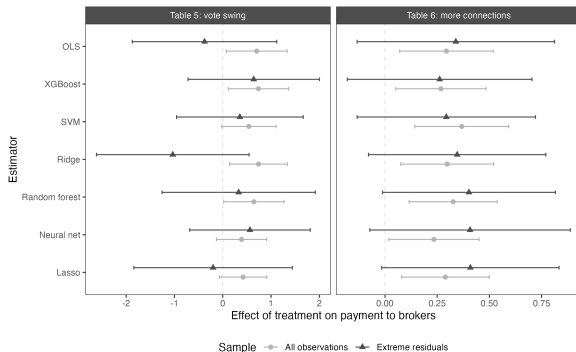 Table 5: vote swing
Table 6: more connections
Estimator
OLS
XGBoost
SVM
Ridge
Random forest
Neural net
Lasso
-2 -1 0 1 2
0.00 0.25 0.50 0.75
Effect of treatment on payment to brokers
Sample All observations Extreme residuals